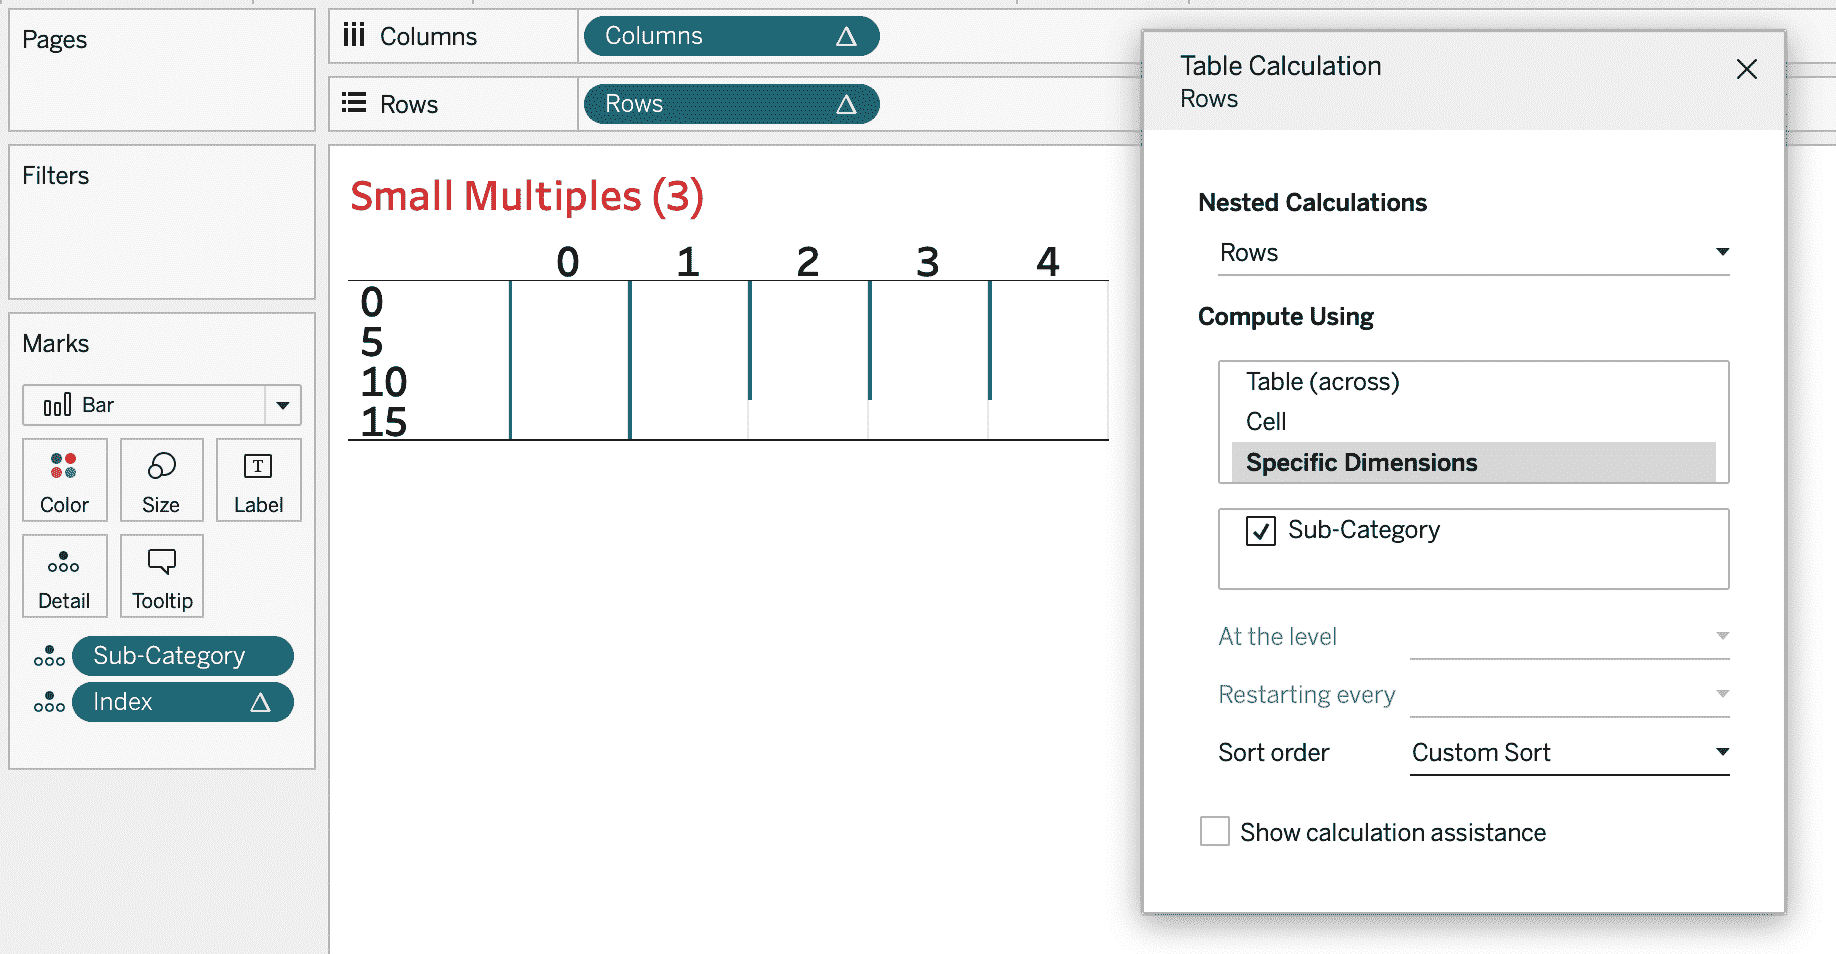 Pages
Columns
Columns
Rows
Rows
Filters
Marks
Bar
Color
Size
Label
T
Detail
Tooltip
Sub-Category
Index
Small Multiples (3)
0 1 2 3 4
0
5
10
15
Table Calculation
Rows
Nested Calculations
Rows
Compute Using
Table (across)
Cell
Specific Dimensions
Sub-Category
At the level
Restarting every
Sort order Custom Sort
Show calculation assistance